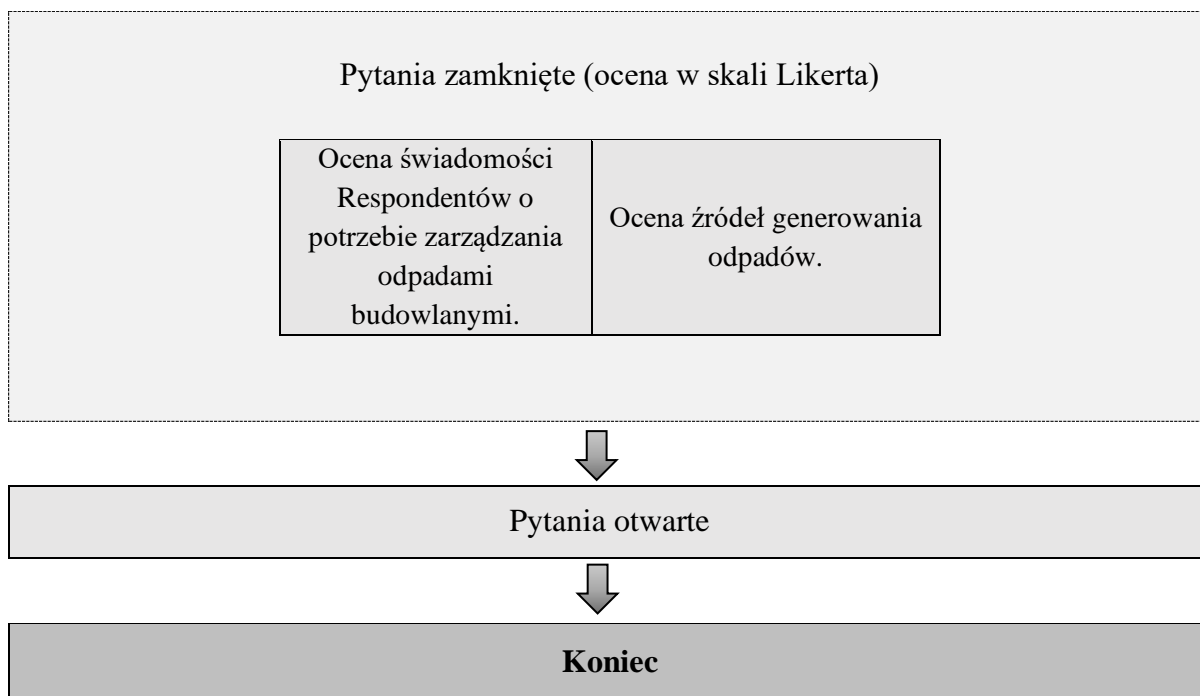 Pytania zamknięte (ocena w skali Likerta)
Ocena świadomości
Respondentów o
potrzebie zarządzania
odpadami
budowlanymi.
Ocena źródeł generowania
odpadów.
Pytania otwarte
Koniec